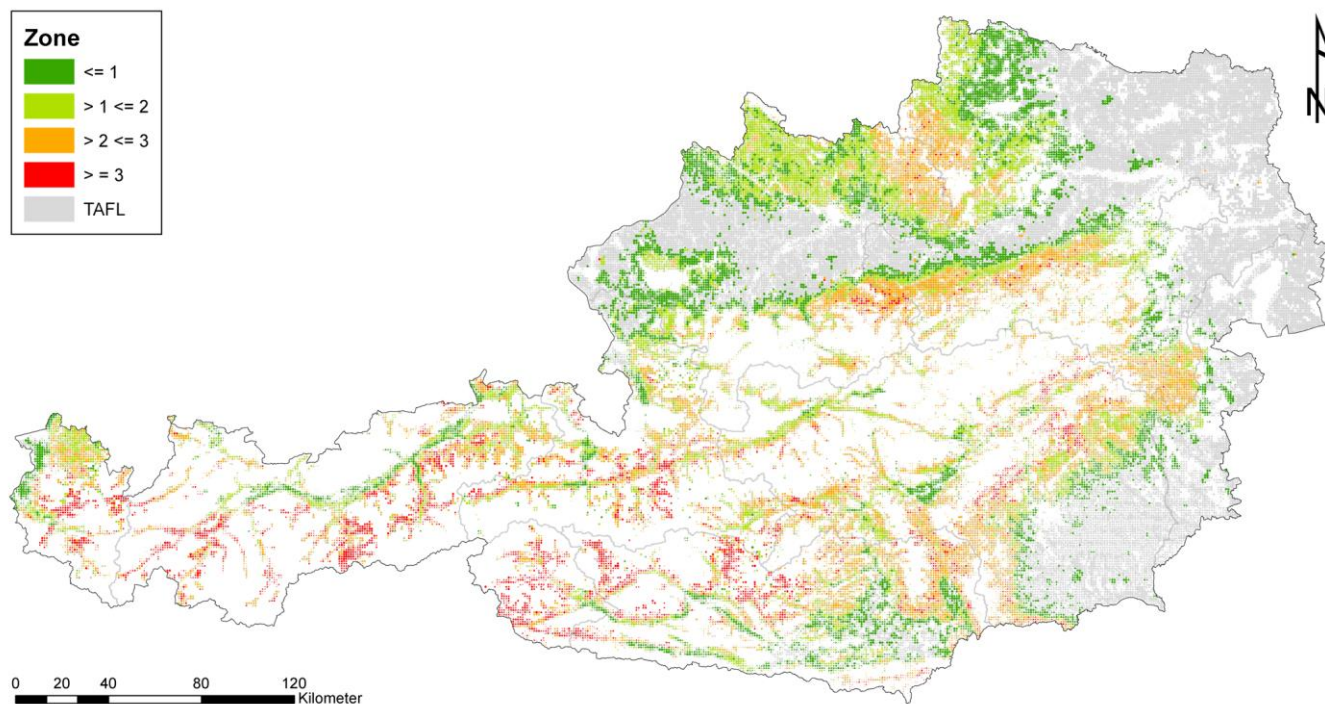 Zone
<= 1
> 1 <= 2
> 2 <= 3
> = 3
TAFL
N
0 20 40 80 120
Kilometer